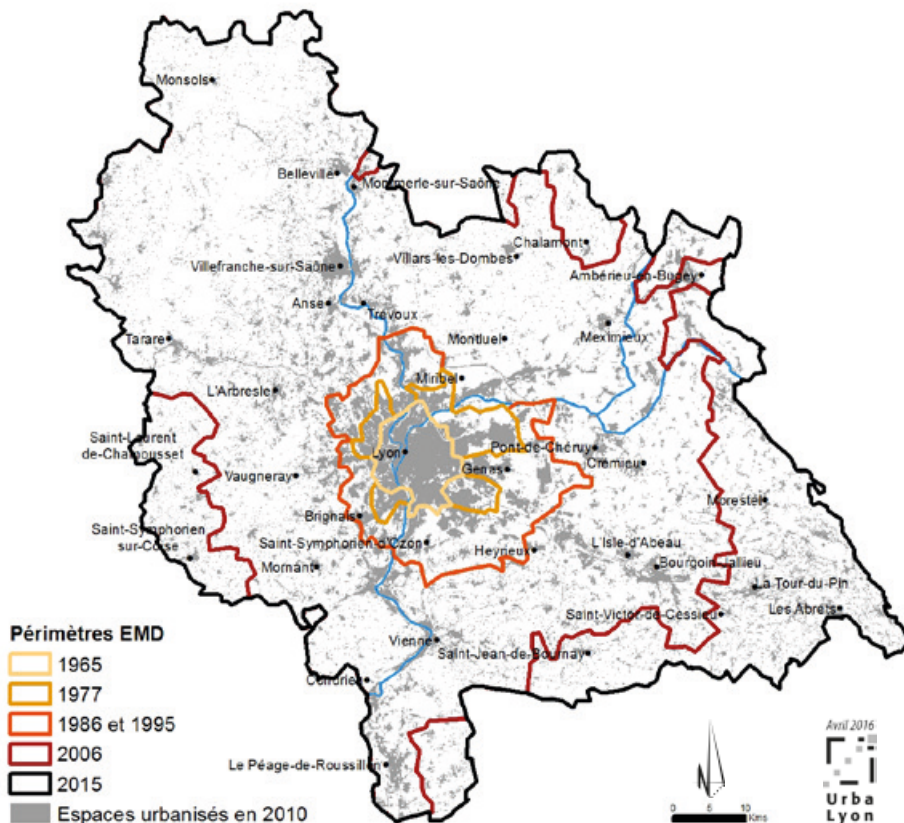 Monsols
Belleville
Montmerle-sur-Saône
Chalamont
Villars-les-Dombes
Villefranche-sur-Saône
Ambérieu-en-Bugey
Anse
Trévoux
Tarare
Montluel
Meximieux
Miribel
L'Arbresle
Saint-Laurent
de-Chamousset
Lyon
Pont-de-Chéruy
Genas
Crémieu
Vaugneray
Morestel
Brignais
Saint-Symphorien
sur-Coise
Saint-Symphorien-d'Ozon
Heyrieux
L'Isle-d'Abeau
Bourgoin-Jallieu
Mornant
La Tour-du-Pin
Saint-Victor-de-Cessieu
Les Abrets
Vienne
Saint-Jean-de-Bournay
Condrieu
Le Péage-de-Roussillon
Périmètres EMD
1965
1977
1986 et 1995
2006
2015
Espaces urbanisés en 2010
N
0 5 10
Kms
Avril 2016
Urba
Lyon